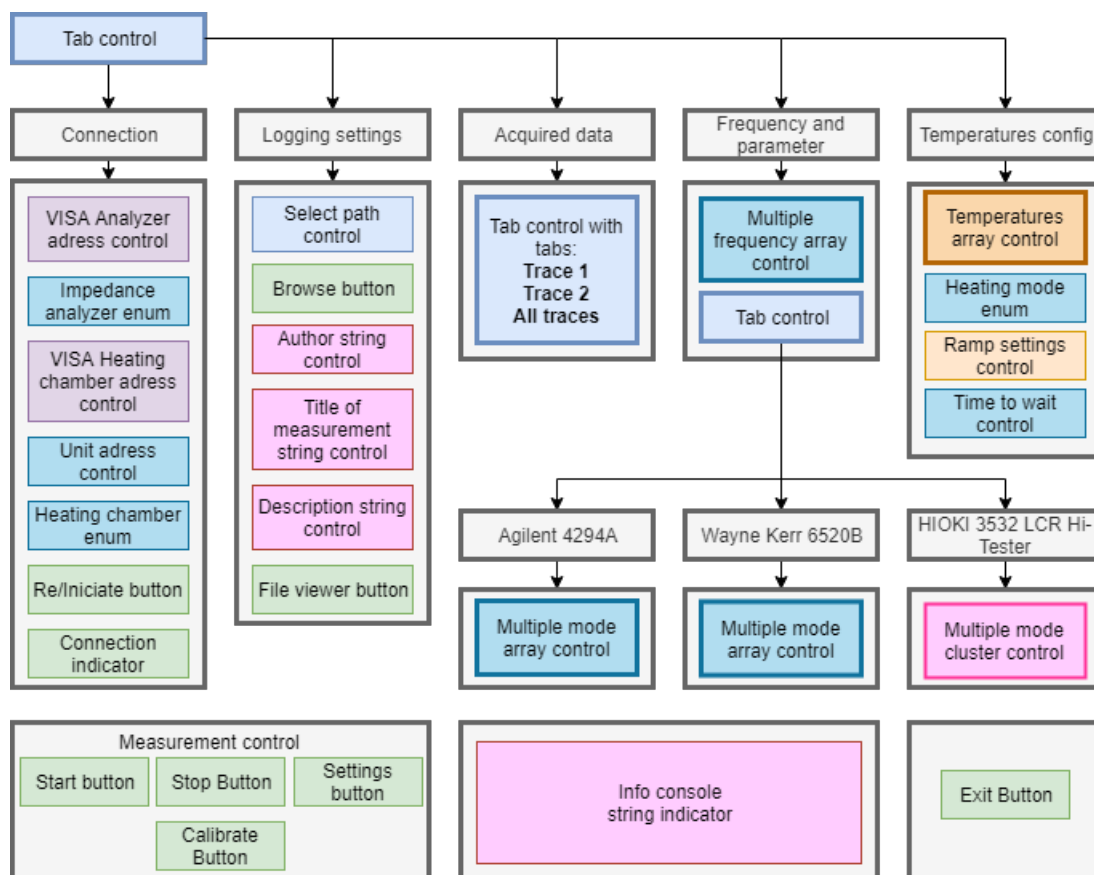 Tab control
Connection
Logging settings
Acquired data
Frequency and
parameter
Temperatures config
VISA Analyzer
adress control
Impedance
analyzer enum
VISA Heating
chamber adress
control
Unit adress
control
Heating chamber
enum
Re/Iniciate button
Connection
indicator
Select path
control
Browse button
Author string
control
Title of
measurement
string control
Description string
control
File viewer button
Tab control with
tabs:
Trace 1
Trace 2
All traces
Multiple
frequency array
control
Tab control
Temperatures
array control
Heating mode
enum
Ramp settings
control
Time to wait
control
Agilent 4294A
Wayne Kerr 6520B
HIOKI 3532 LCR Hi-
Tester
Multiple mode
array control
Multiple mode
array control
Multiple mode
cluster control
Measurement control
Start button
Stop Button
Settings
button
Calibrate
Button
Info console
string indicator
Exit Button